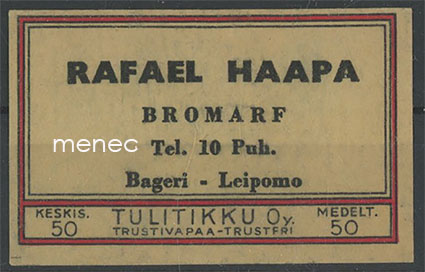 RAFAEL HAAPA
BROMARF
menec
Tel. 10 Puh.
Bageri - Leipomo
KESKIS. 50
TULITIKKU Oy.
TRUSTIVAPAA-TRUSTFRI
MEDELT. 50